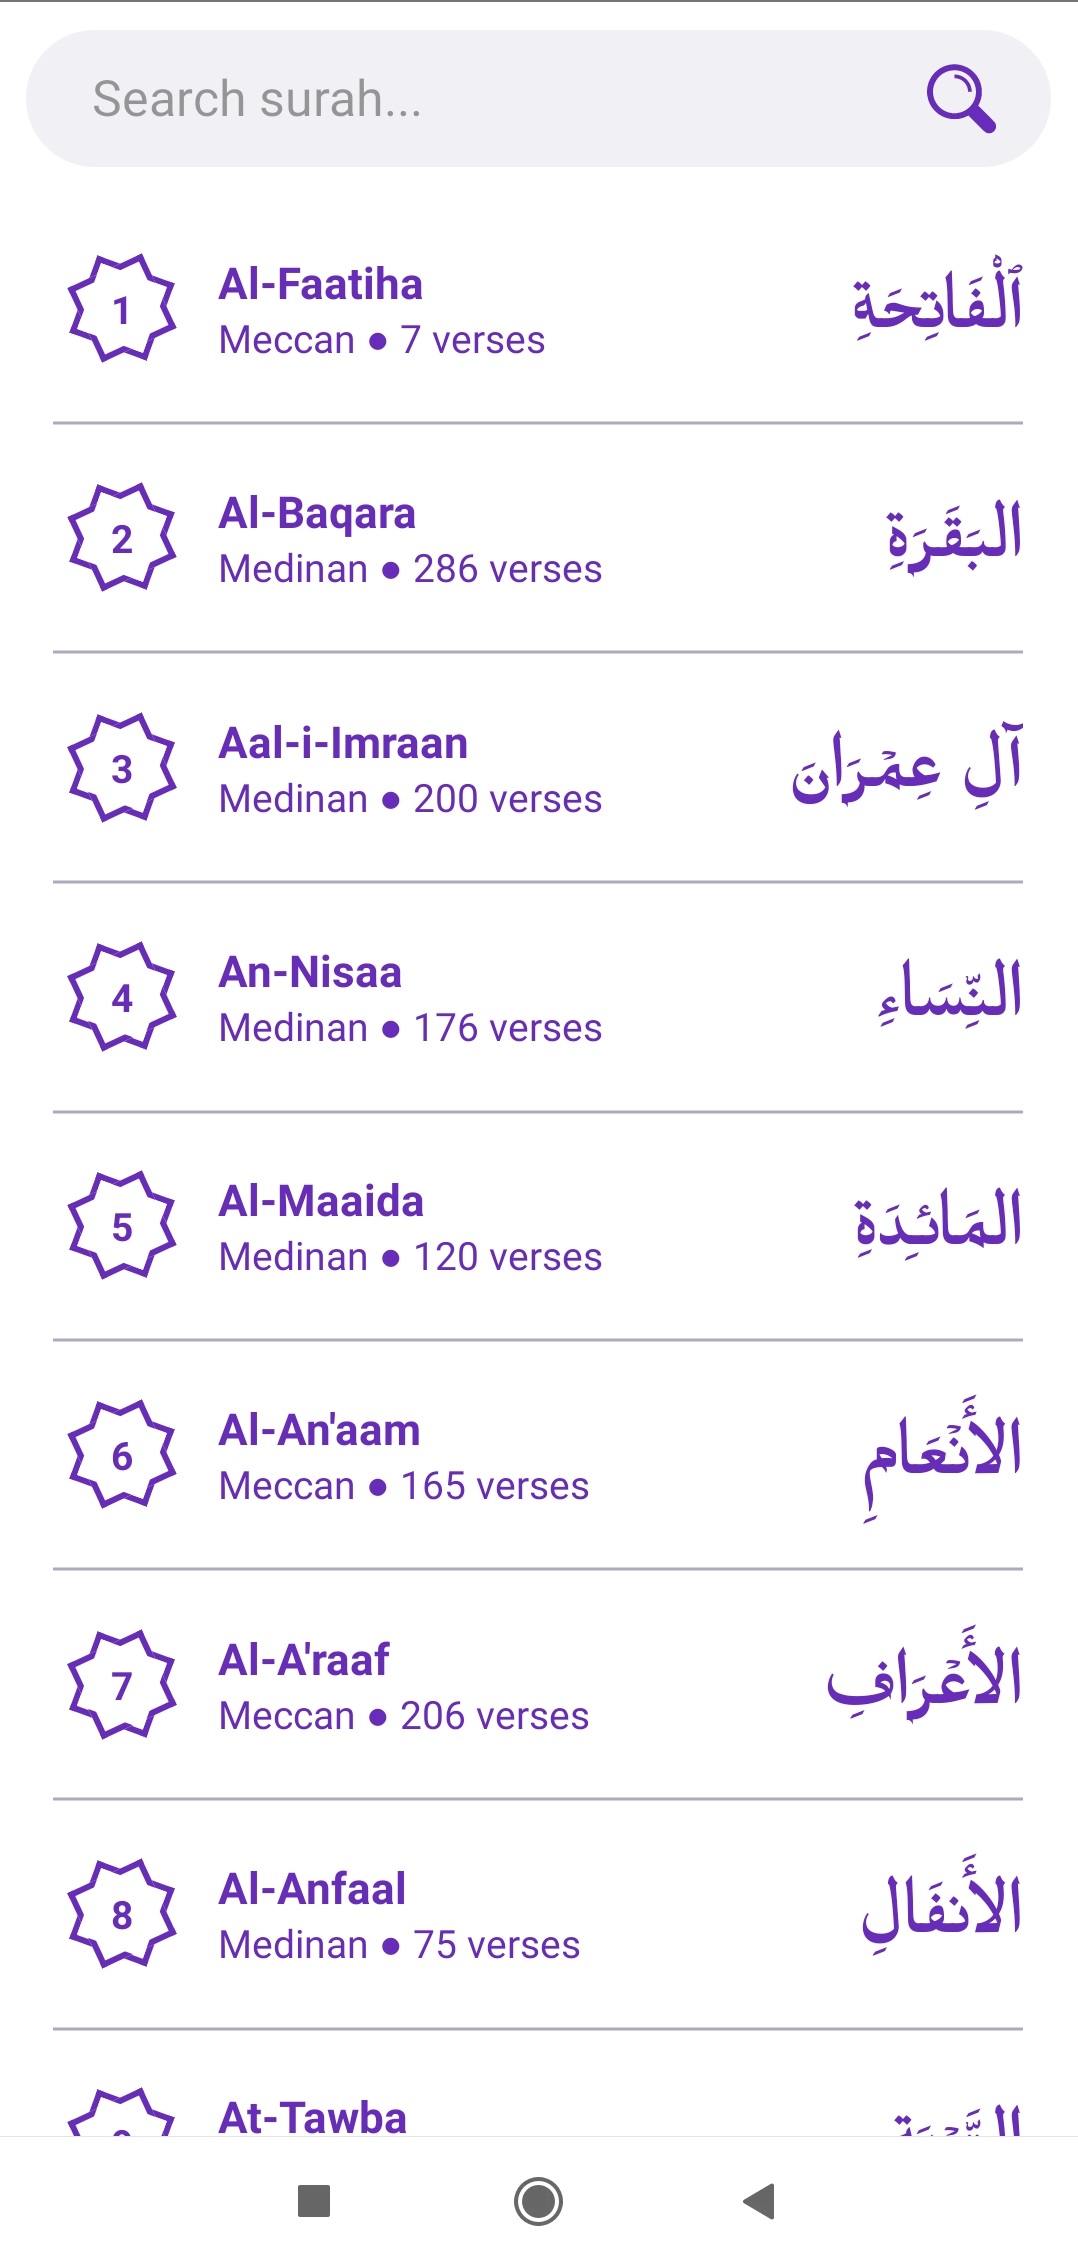 Search surah...
1
Al-Faatiha
Meccan ● 7 verses
ٱلْفَاتِحَةِ
2
Al-Baqara
Medinan ● 286 verses
البَقَرَةِ
3
Aal-i-Imraan
Medinan ● 200 verses
آلِ عِمۡرَانَ
4
An-Nisaa
Medinan ● 176 verses
النِّسَاءِ
5
Al-Maaida
Medinan ● 120 verses
المَائـِدَةِ
6
Al-An'aam
Meccan ● 165 verses
الأَنۡعَامِ
7
Al-A'raaf
Meccan ● 206 verses
الأَعۡرَافِ
8
Al-Anfaal
Medinan ● 75 verses
الأَنفَالِ
At-Tawba